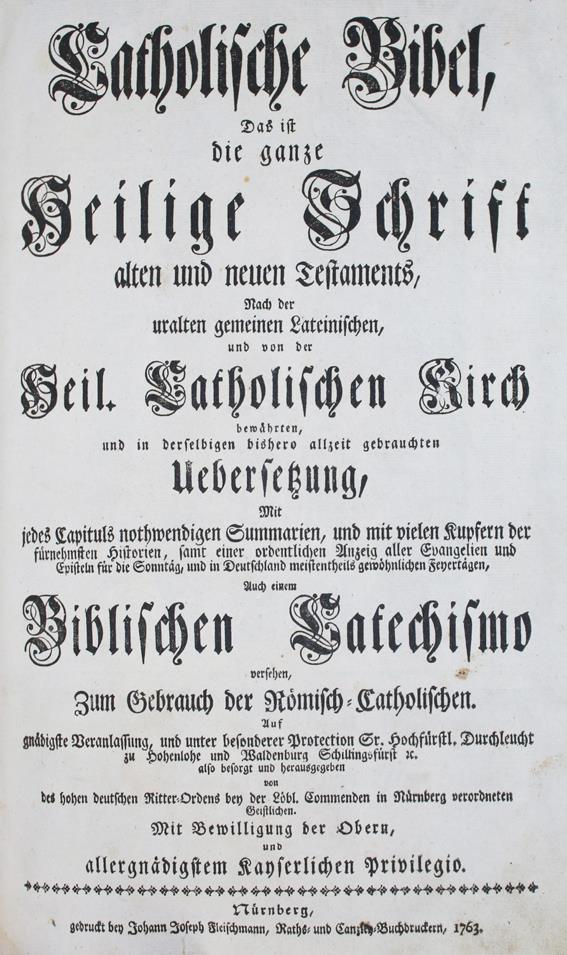 Catholische Bibel,
Das ist
die ganze
Heilige Schrift
alten und neuen Testaments,
Nach der
uralten gemeinen Lateinischen,
und von der
Heil. Catholischen Kirch
bewährten,
und in derselbigen bishero allzeit gebrauchten
Uebersetzung,
Mit
jedes Capituls nothwendigen Summarien, und mit vielen Kupfern der
fürnehmsten Historien, samt einer ordentlichen Anzeig aller Evangelien und
Episteln für die Sonntäg, und in Deutschland meistentheils gewöhnlichen Feyertägen,
Auch einem
Biblischen Catechismo
versehen,
Zum Gebrauch der Römisch-Catholischen.
Auf
gnädigste Veranlassung, und unter besonderer Protection Sr. Hochfürstl. Durchleucht
zu Hohenlohe und Waldenburg Schillingsfürst ꝛc.
also besorgt und herausgegeben
von
des hohen deutschen Ritter-Ordens bey der Löbl. Commenden in Nürnberg verordneten
Geistlichen.
Mit Bewilligung der Obern,
und
allergnädigstem Kayserlichen Privilegio.
Nürnberg,
gedruckt bey Johann Joseph Fleischmann, Raths- und Canzley-Buchdruckern, 1763.